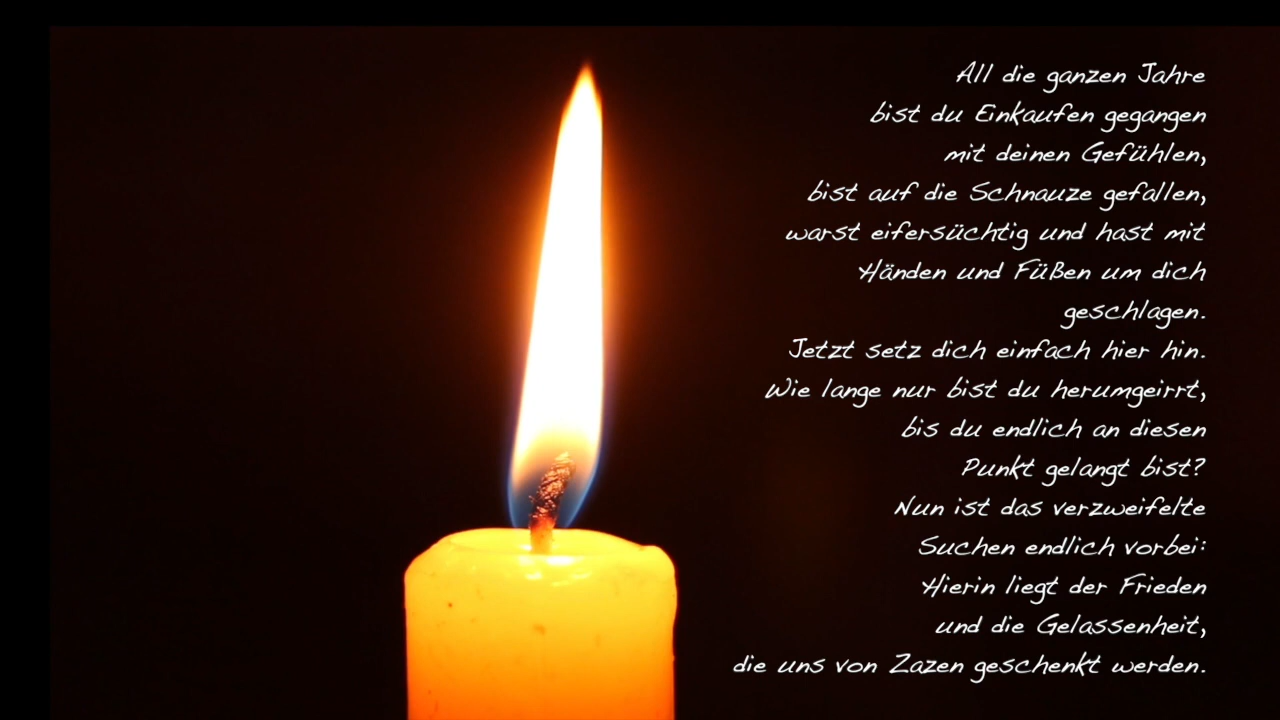 All die ganzen Jahre
bist du Einkaufen gegangen
mit deinen Gefühlen,
bist auf die Schnauze gefallen,
warst eifersüchtig und hast mit
Händen und Füßen um dich
geschlagen.
Jetzt setz dich einfach hier hin.
Wie lange nur bist du herumgeirrt,
bis du endlich an diesen
Punkt gelangt bist?
Nun ist das verzweifelte
Suchen endlich vorbei:
Hierin liegt der Frieden
und die Gelassenheit,
die uns von Zazen geschenkt werden.